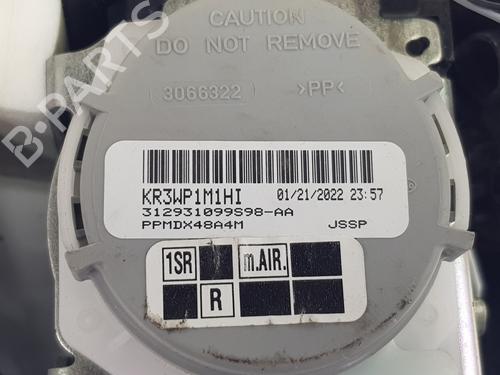 CAUTION
DO NOT REMOVE
3066322 >PP<
KR3WP1M1HI 01/21/2022 23:57
312931099S98-AA
PPMDX48A4M JSSP
1SR m.AIR.
R
B-PARTS